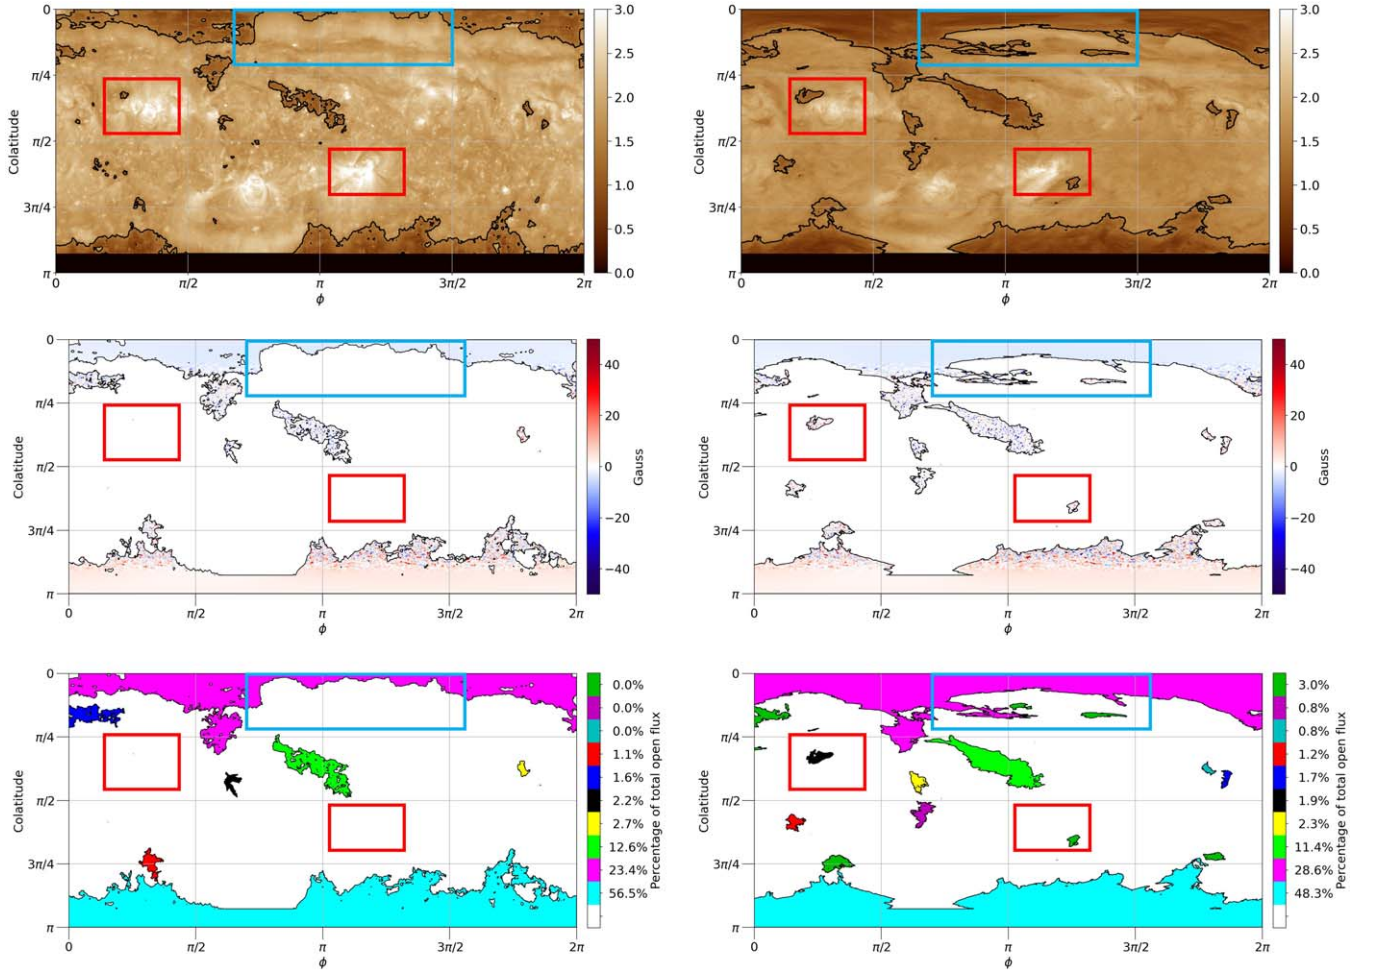 0
π/4
π/2
3π/4
π
Colatitude
0
π/2
π
3π/2
2π
ϕ
3.0
2.5
2.0
1.5
1.0
0.5
0.0
0
π/4
π/2
3π/4
π
Colatitude
0
π/2
π
3π/2
2π
ϕ
3.0
2.5
2.0
1.5
1.0
0.5
0.0
0
π/4
π/2
3π/4
π
Colatitude
0
π/2
π
3π/2
2π
ϕ
40
20
0
−20
−40
Gauss
0
π/4
π/2
3π/4
π
Colatitude
0
π/2
π
3π/2
2π
ϕ
40
20
0
−20
−40
Gauss
0
π/4
π/2
3π/4
π
Colatitude
0
π/2
π
3π/2
2π
ϕ
0.0%
0.0%
0.0%
1.1%
1.6%
2.2%
2.7%
12.6%
23.4%
56.5%
Percentage of total open flux
0
π/4
π/2
3π/4
π
Colatitude
0
π/2
π
3π/2
2π
ϕ
3.0%
0.8%
0.8%
1.2%
1.7%
1.9%
2.3%
11.4%
28.6%
48.3%
Percentage of total open flux